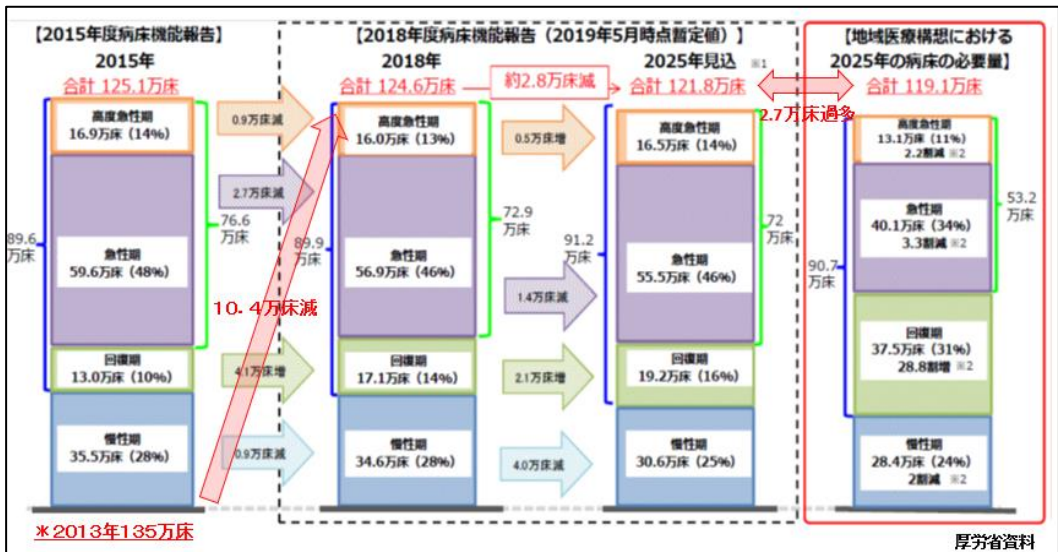 【2015年度病床機能報告】
2015年
合計 125.1万床
高度急性期
16.9万床（14%）
急性期
59.6万床（48%）
回復期
13.0万床（10%）
慢性期
35.5万床（28%）
89.6
万床
76.6
万床
＊2013年135万床
0.9万床減
2.7万床減
10．4万床減
4.1万床増
0.9万床減
【2018年度病床機能報告（2019年5月時点暫定値）】
2018年
合計 124.6万床
高度急性期
16.0万床（13%）
急性期
56.9万床（46%）
回復期
17.1万床（14%）
慢性期
34.6万床（28%）
89.9
万床
72.9
万床
約2.8万床減
0.5万床増
1.4万床減
2.1万床増
4.0万床減
2025年見込 ※1
合計 121.8万床
高度急性期
16.5万床（14%）
急性期
55.5万床（46%）
回復期
19.2万床（16%）
慢性期
30.6万床（25%）
91.2
万床
72
万床
2.7万床過多
【地域医療構想における
2025年の病床の必要量】
合計 119.1万床
高度急性期
13.1万床（11%）
2.2割減 ※2
急性期
40.1万床（34%）
3.3割減 ※2
回復期
37.5万床（31%）
28.8割増 ※2
慢性期
28.4万床（24%）
2割減 ※2
90.7
万床
53.2
万床
厚労省資料